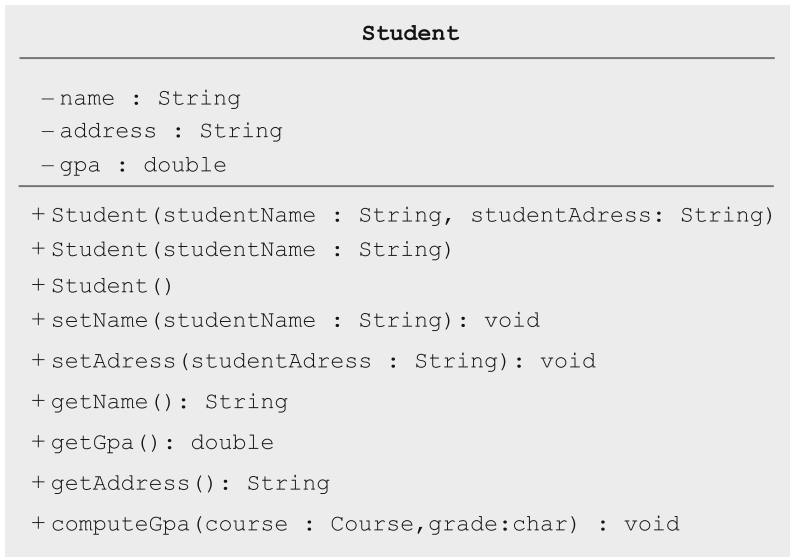 Student
– name : String
– address : String
– gpa : double
+ Student(studentName : String, studentAdress: String)
+ Student(studentName : String)
+ Student()
+ setName(studentName : String): void
+ setAdress(studentAdress : String): void
+ getName(): String
+ getGpa(): double
+ getAddress(): String
+ computeGpa(course : Course,grade:char) : void